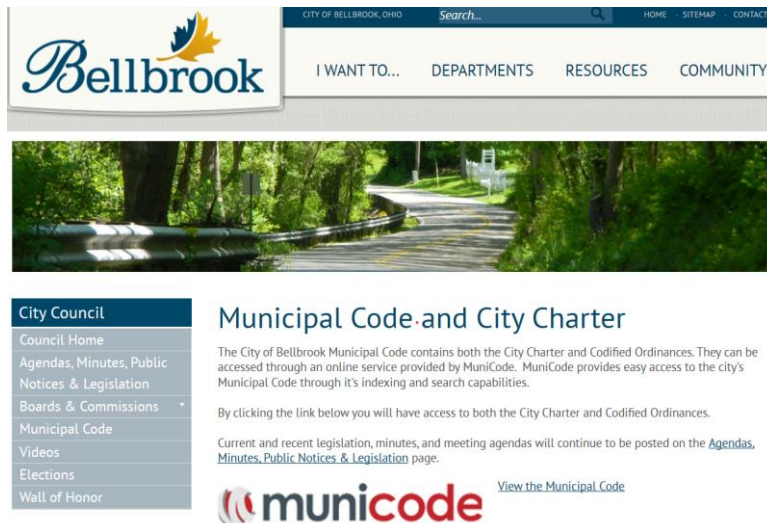 CITY OF BELLBROOK, OHIO
Search...
HOME · SITEMAP · CONTACT
Bellbrook
I WANT TO...
DEPARTMENTS
RESOURCES
COMMUNITY
City Council
Council Home
Agendas, Minutes, Public
Notices & Legislation
Boards & Commissions
Municipal Code
Videos
Elections
Wall of Honor
Municipal Code and City Charter
The City of Bellbrook Municipal Code contains both the City Charter and Codified Ordinances. They can be
accessed through an online service provided by MuniCode. MuniCode provides easy access to the city's
Municipal Code through it's indexing and search capabilities.
By clicking the link below you will have access to both the City Charter and Codified Ordinances.
Current and recent legislation, minutes, and meeting agendas will continue to be posted on the Agendas,
Minutes, Public Notices & Legislation page.
municode
View the Municipal Code